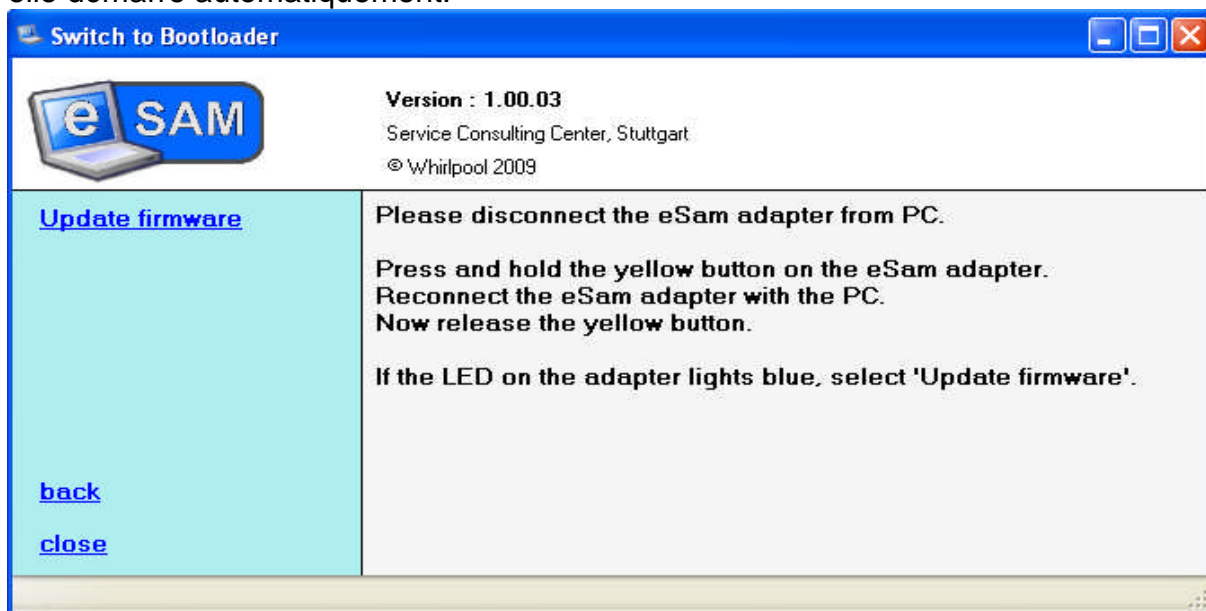 elle démarre automatiquement.
Switch to Bootloader
e SAM
Version : 1.00.03
Service Consulting Center, Stuttgart
© Whirlpool 2009
Update firmware
Please disconnect the eSam adapter from PC.
Press and hold the yellow button on the eSam adapter.
Reconnect the eSam adapter with the PC.
Now release the yellow button.
If the LED on the adapter lights blue, select 'Update firmware'.
back
close